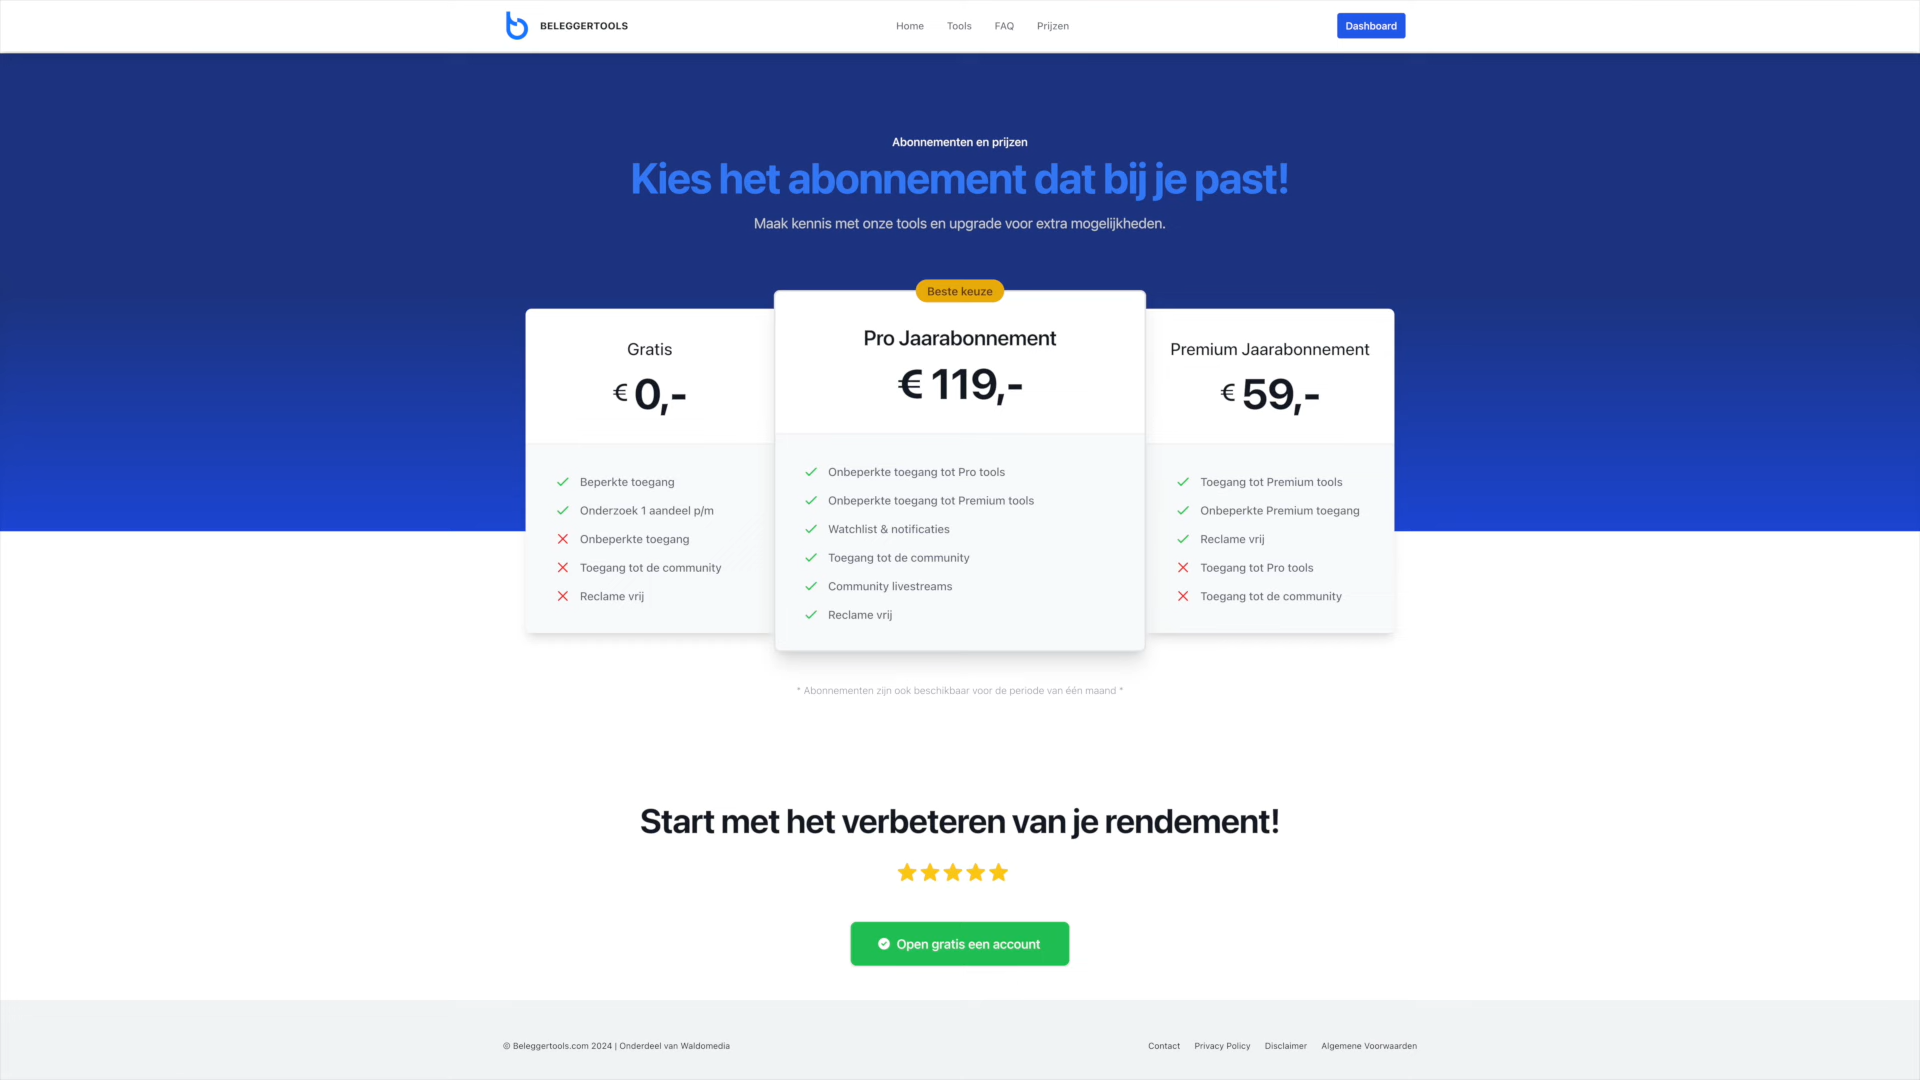 BELEGGERTOOLS
Home
Tools
FAQ
Prijzen
Dashboard
Abonnementen en prijzen
Kies het abonnement dat bij je past!
Maak kennis met onze tools en upgrade voor extra mogelijkheden.
Gratis
€ 0,-
Beperkte toegang
Onderzoek 1 aandeel p/m
Onbeperkte toegang
Toegang tot de community
Reclame vrij
Beste keuze
Pro Jaarabonnement
€ 119,-
Onbeperkte toegang tot Pro tools
Onbeperkte toegang tot Premium tools
Watchlist & notificaties
Toegang tot de community
Community livestreams
Reclame vrij
Premium Jaarabonnement
€ 59,-
Toegang tot Premium tools
Onbeperkte Premium toegang
Reclame vrij
Toegang tot Pro tools
Toegang tot de community
* Abonnementen zijn ook beschikbaar voor de periode van één maand *
Start met het verbeteren van je rendement!
Open gratis een account
© Beleggertools.com 2024 | Onderdeel van Waldomedia
Contact
Privacy Policy
Disclaimer
Algemene Voorwaarden